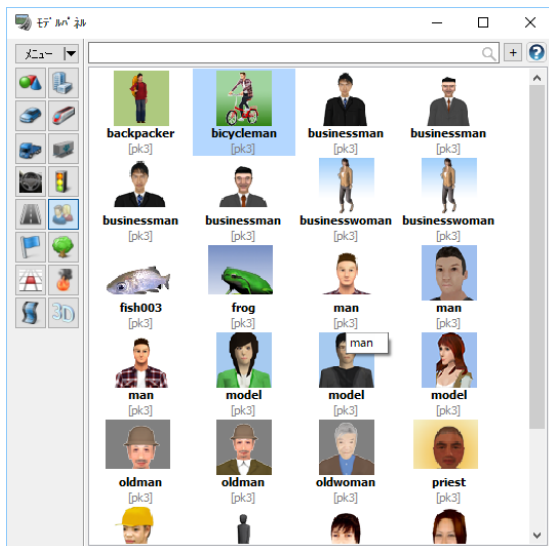 ﾓﾃﾞﾙﾊﾟﾈﾙ
ﾒﾆｭｰ
+ ?
backpacker bicycleman businessman businessman
[pk3] [pk3] [pk3] [pk3]
businessman businessman businesswoman businesswoman
[pk3] [pk3] [pk3] [pk3]
fish003 frog man man
[pk3] [pk3] [pk3] [pk3]
man
man model model model
[pk3] [pk3] [pk3] [pk3]
oldman oldman oldwoman priest
[pk3] [pk3] [pk3] [pk3]
3D